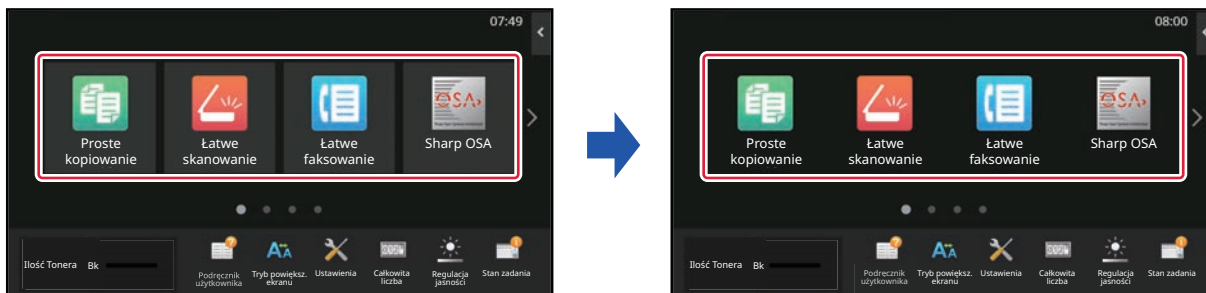 07:49
OSA
Proste
kopiowanie
Łatwe
skanowanie
Łatwe
faksowanie
Sharp OSA
Ilość Tonera
Bk
Podręcznik
użytkownika
Tryb powiększ.
ekranu
Ustawienia
Całkowita
liczba
Regulacja
jasności
Stan zadania
08:00
OSA
Proste
kopiowanie
Łatwe
skanowanie
Łatwe
faksowanie
Sharp OSA
Ilość Tonera
Bk
Podręcznik
użytkownika
Tryb powiększ.
ekranu
Ustawienia
Całkowita
liczba
Regulacja
jasności
Stan zadania